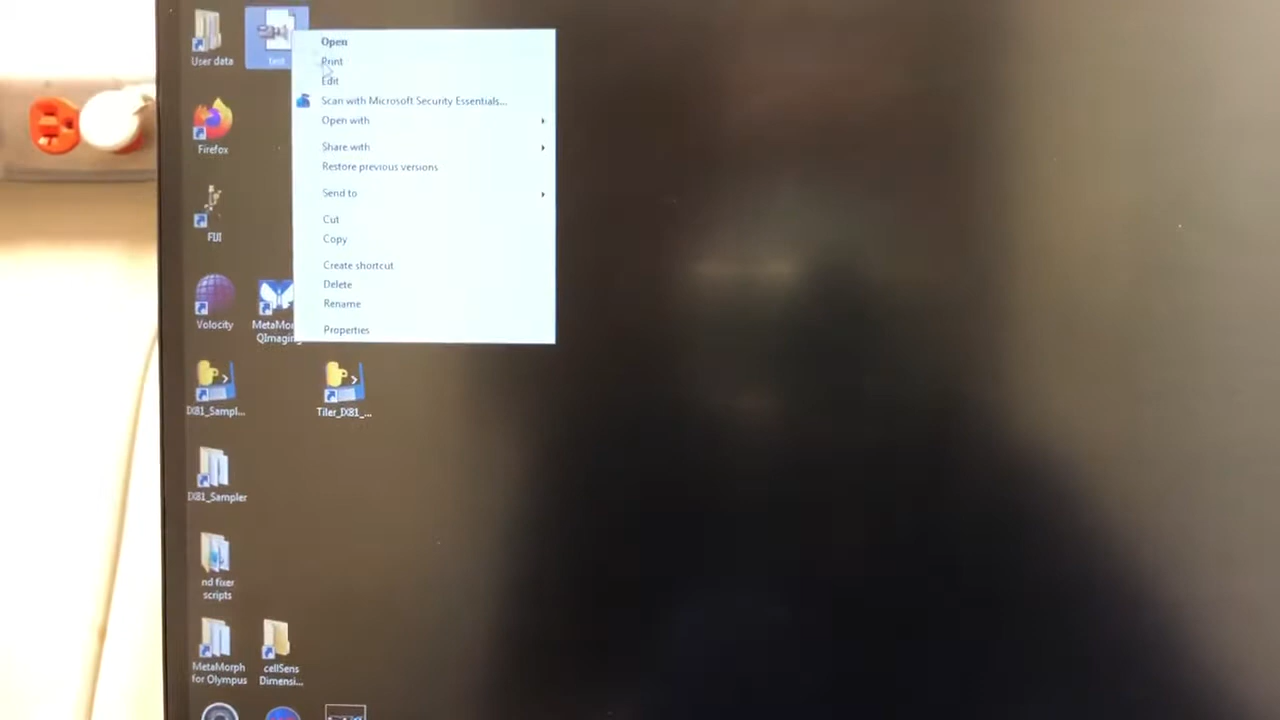 User data
test
Open
Print
Edit
Scan with Microsoft Security Essentials...
Open with
Share with
Restore previous versions
Send to
Cut
Copy
Create shortcut
Delete
Rename
Properties
Firefox
FIJI
Volocity
MetaMor
QImaging
IX81_Sampl...
Tiler_IX81_...
IX81_Sampler
nd fixer
scripts
MetaMorph
for Olympus
cellSens
Dimensi...